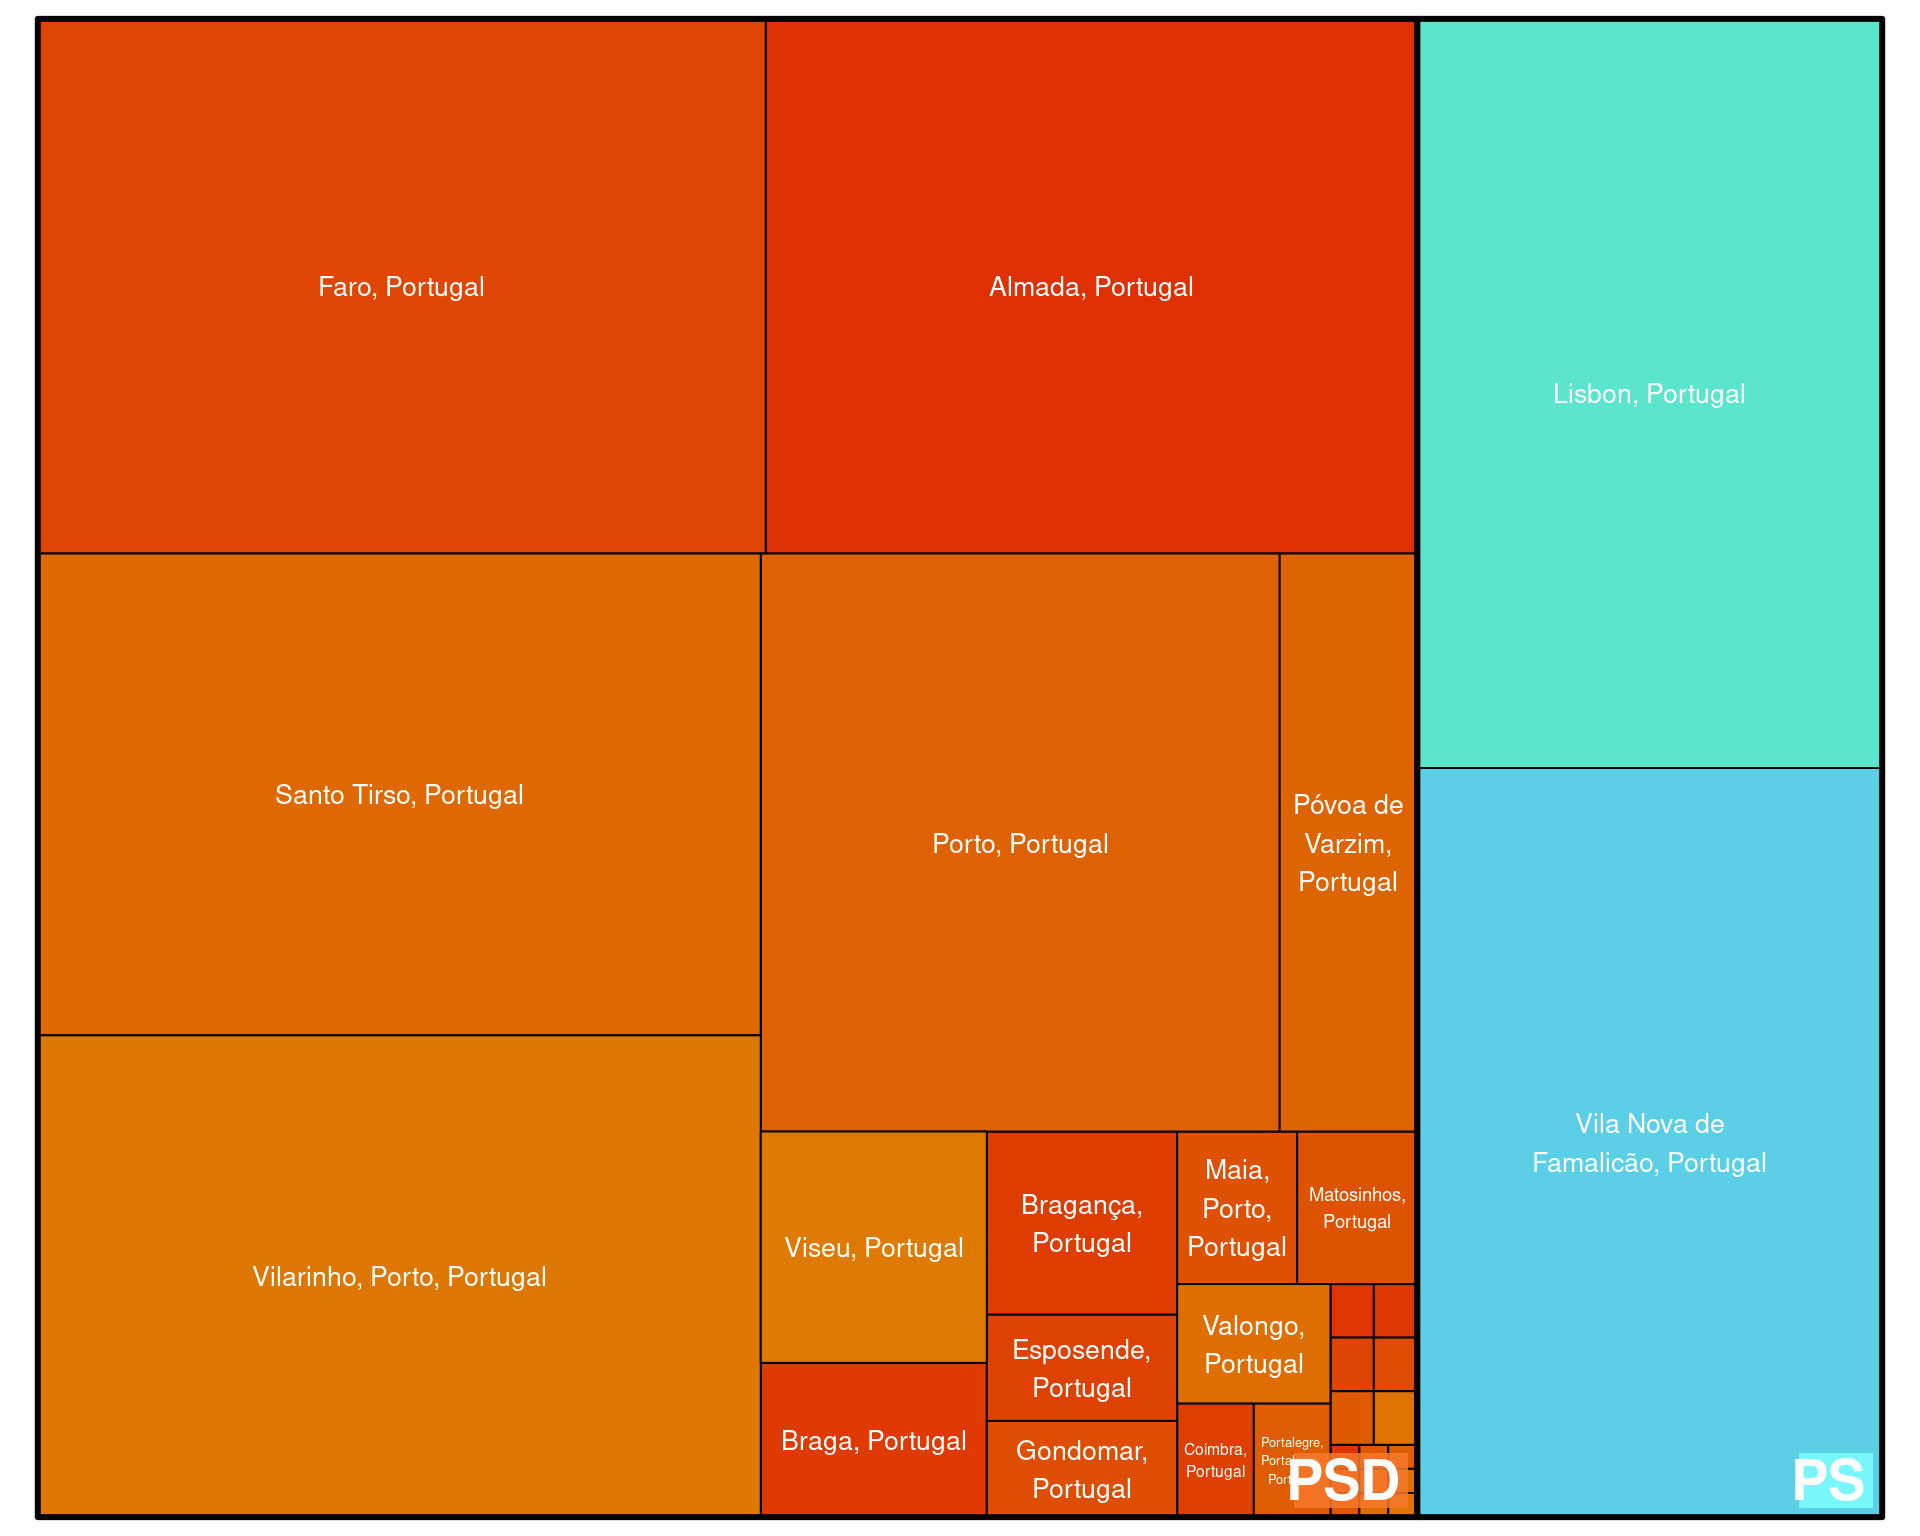 Faro, Portugal
Almada, Portugal
Lisbon, Portugal
Santo Tirso, Portugal
Porto, Portugal
Póvoa de
Varzim,
Portugal
Vila Nova de
Famalicão, Portugal
Vilarinho, Porto, Portugal
Viseu, Portugal
Bragança,
Portugal
Maia,
Porto,
Portugal
Matosinhos,
Portugal
Valongo,
Portugal
Esposende,
Portugal
Braga, Portugal
Gondomar,
Portugal
Coimbra,
Portugal
Portalegre,
PSD
PS